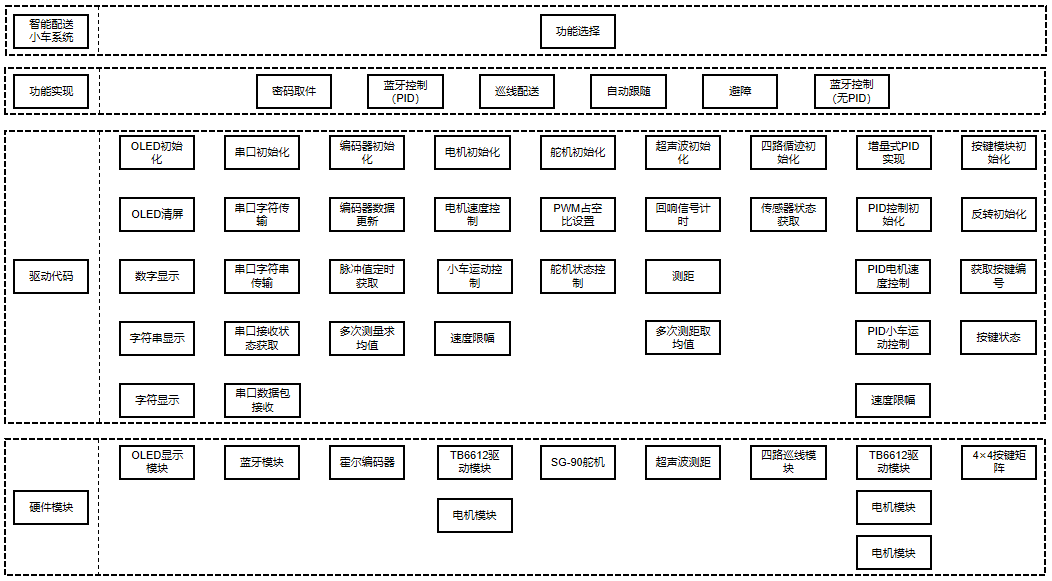 智能配送
小车系统
功能选择
功能实现
密码取件
蓝牙控制
(PID)
巡线配送
自动跟随
避障
蓝牙控制
(无PID)
驱动代码
OLED初始
化
串口初始化
编码器初始
化
电机初始化
舵机初始化
超声波初始
化
四路循迹初
始化
增量式PID
实现
按键模块初
始化
OLED清屏
串口字符传
输
编码器数据
更新
电机速度控
制
PWM占空
比设置
回响信号计
时
传感器状态
获取
PID控制初
始化
反转初始化
数字显示
串口字符串
传输
脉冲值定时
获取
小车运动控
制
舵机状态控
制
测距
PID电机速
度控制
获取按键编
号
字符串显示
串口接收状
态获取
多次测量求
均值
速度限幅
多次测距取
均值
PID小车运
动控制
按键状态
字符显示
串口数据包
接收
速度限幅
硬件模块
OLED显示
模块
蓝牙模块
霍尔编码器
TB6612驱
动模块
SG-90舵机
超声波测距
四路巡线模
块
TB6612驱
动模块
4×4按键矩
阵
电机模块
电机模块
电机模块